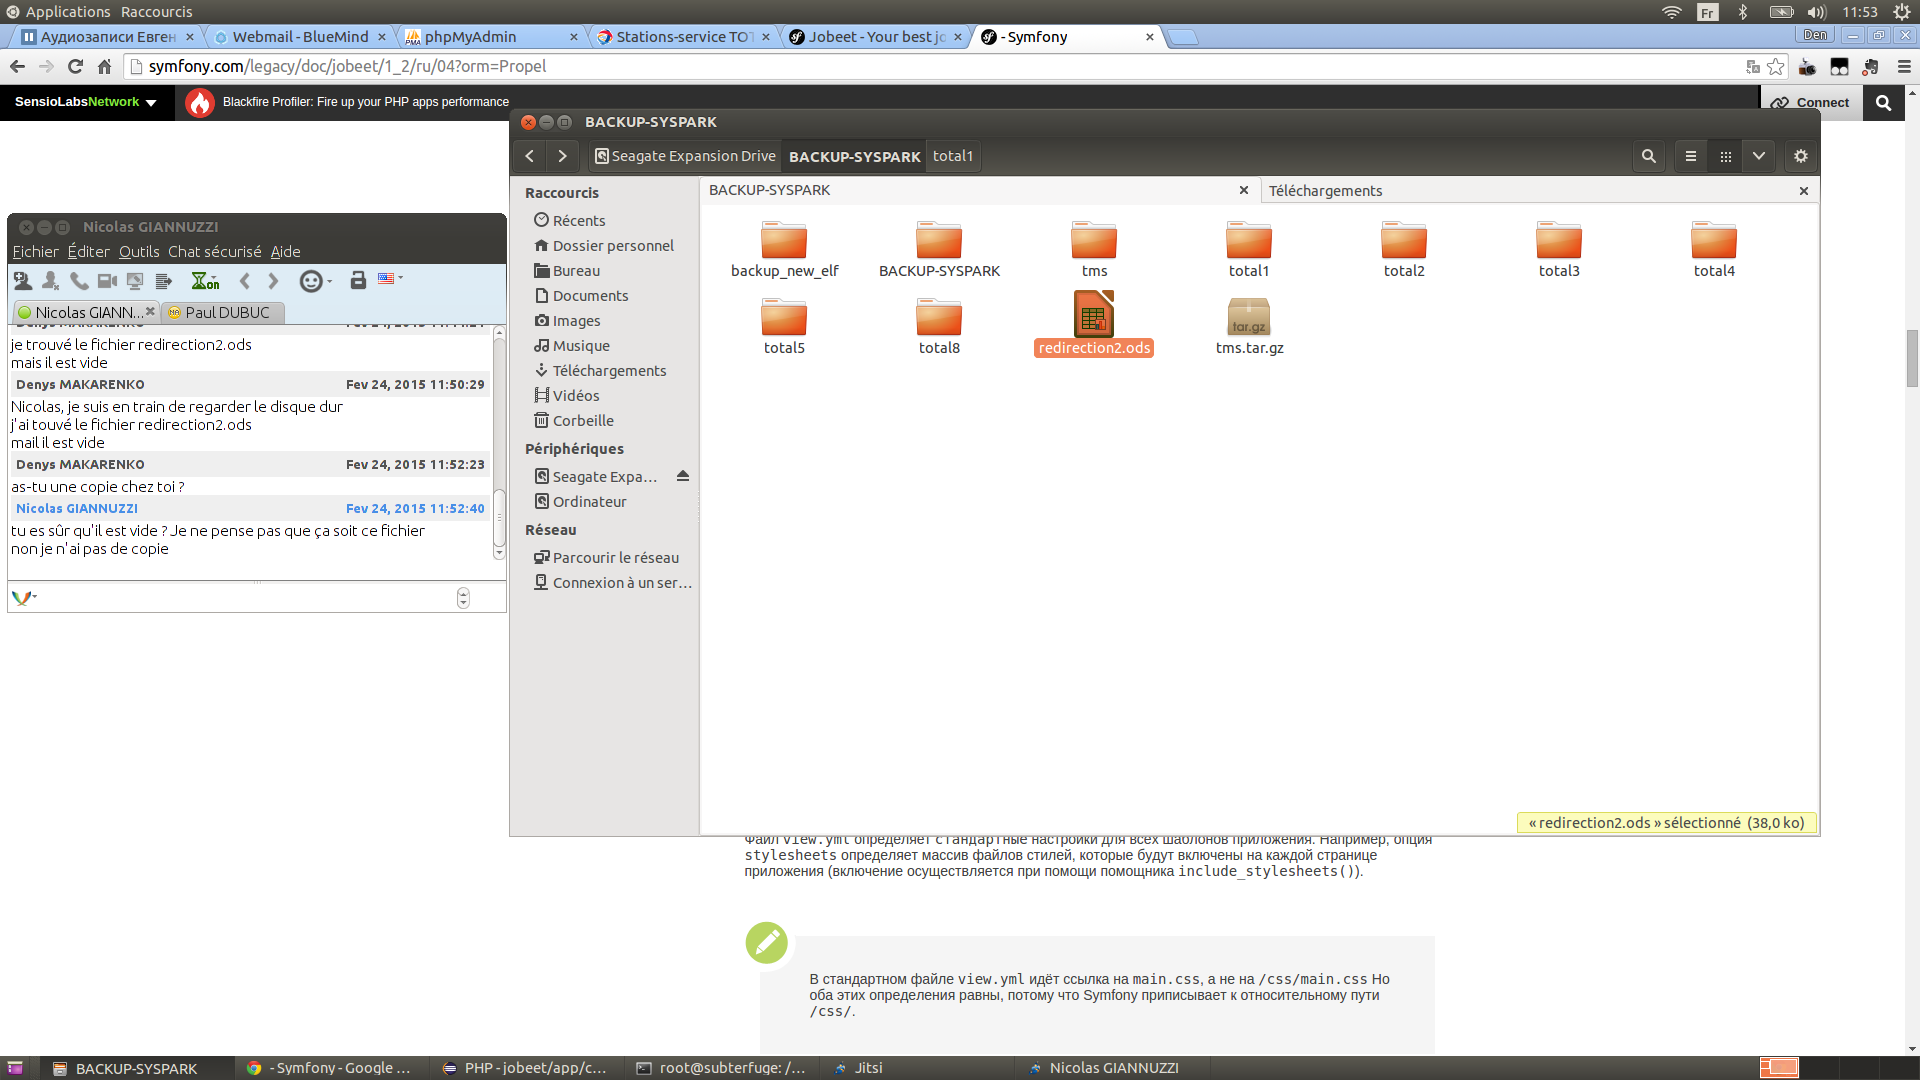 Applications Raccourcis
Fr 11:53
Аудиозаписи Евген
Webmail - BlueMind
phpMyAdmin
Stations-service TOT
Jobeet - Your best jo
- Symfony
Den
symfony.com/legacy/doc/jobeet/1_2/ru/04?orm=Propel
SensioLabsNetwork
Blackfire Profiler: Fire up your PHP apps performance
Connect
BACKUP-SYSPARK
Seagate Expansion Drive BACKUP-SYSPARK total1
BACKUP-SYSPARK
Téléchargements
Raccourcis
Récents
Dossier personnel
Bureau
Documents
Images
Musique
Téléchargements
Vidéos
Corbeille
Périphériques
Seagate Expa...
Ordinateur
Réseau
Parcourir le réseau
Connexion à un ser...
backup_new_elf
BACKUP-SYSPARK
tms
total1
total2
total3
total4
total5
total8
redirection2.ods
tar.gz
tms.tar.gz
« redirection2.ods » sélectionné (38,0 ko)
Nicolas GIANNUZZI
Fichier Éditer Outils Chat sécurisé Aide
on
Nicolas GIANN...
Paul DUBUC
Denys MAKARENKO
je trouvé le fichier redirection2.ods
mais il est vide
Denys MAKARENKO Fev 24, 2015 11:50:29
Nicolas, je suis en train de regarder le disque dur
j'ai touvé le fichier redirection2.ods
mail il est vide
Denys MAKARENKO Fev 24, 2015 11:52:23
as-tu une copie chez toi ?
Nicolas GIANNUZZI Fev 24, 2015 11:52:40
tu es sûr qu'il est vide ? Je ne pense pas que ça soit ce fichier
non je n'ai pas de copie
Файл view.yml определяет стандартные настройки для всех шаблонов приложения. Например, опция
stylesheets определяет массив файлов стилей, которые будут включены на каждой странице
приложения (включение осуществляется при помощи помощника include_stylesheets()).
В стандартном файле view.yml идёт ссылка на main.css, а не на /css/main.css Но
оба этих определения равны, потому что Symfony приписывает к относительному пути
/css/.
BACKUP-SYSPARK
- Symfony - Google ...
PHP - jobeet/app/c...
root@subterfuge: /...
Jitsi
Nicolas GIANNUZZI